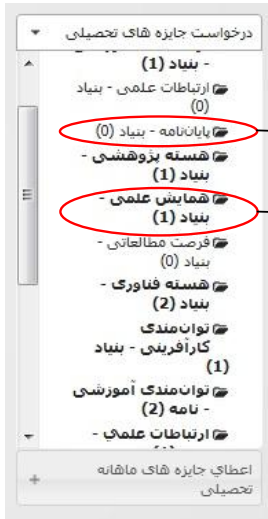 درخواست جایزه های تحصیلی
- بنیاد (1)
ارتباطات علمی - بنیاد
(0)
پایان‌نامه - بنیاد (0)
هسته پژوهشی -
بنیاد (1)
همایش علمی -
بنیاد (1)
فرصت مطالعاتی -
بنیاد (0)
هسته فناوری -
بنیاد (2)
توان‌مندی
کارآفرینی - بنیاد
(1)
توان‌مندی آموزشی
- نامه (2)
ارتباطات علمی -
اعطای جایزه های ماهانه
تحصیلی